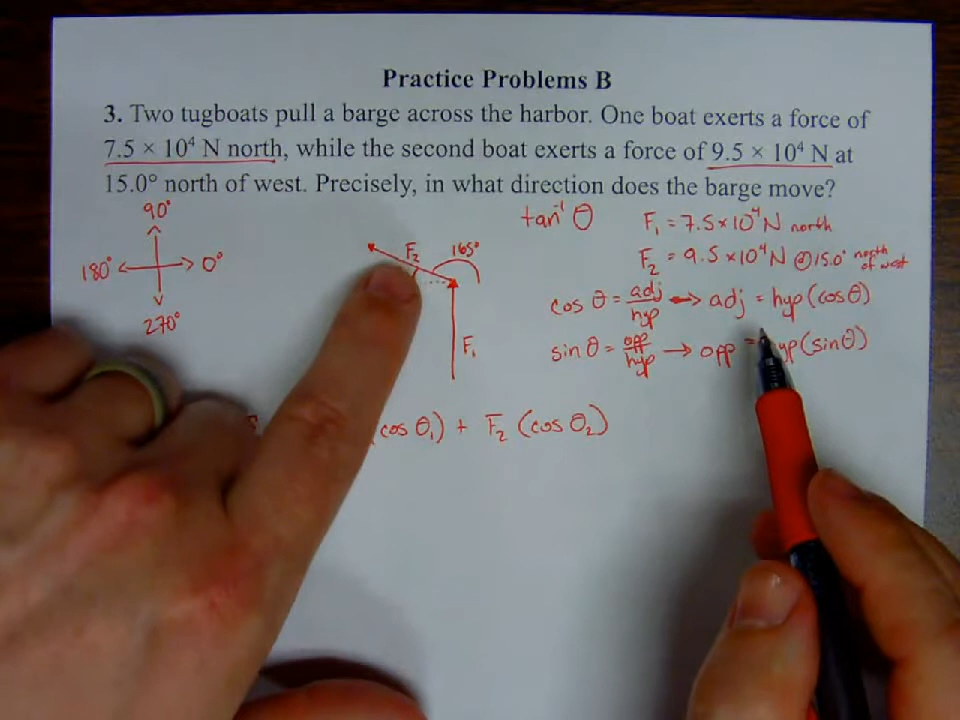 Practice Problems B
3. Two tugboats pull a barge across the harbor. One boat exerts a force of
7.5 × 10⁴ N north, while the second boat exerts a force of 9.5 × 10⁴ N at
15.0° north of west. Precisely, in what direction does the barge move?
90°
180° 0°
270°
F₂ 165°
F₁
tan⁻¹ θ
F₁ = 7.5×10⁴ N north
F₂ = 9.5×10⁴ N @15.0° north of west
cos θ = adj/hyp → adj = hyp(cos θ)
sin θ = opp/hyp → opp = hyp(sin θ)
(cos θ₁) + F₂ (cos θ₂)